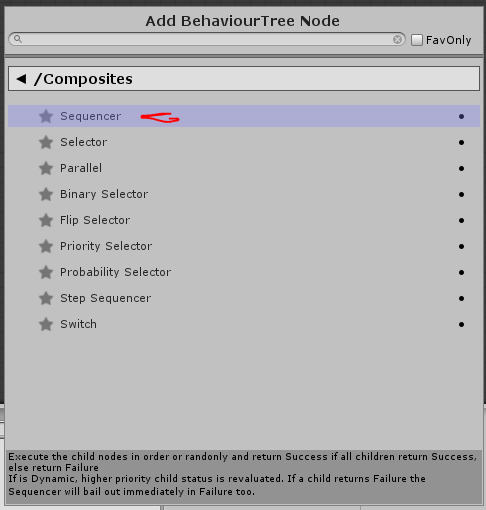 Add BehaviourTree Node
FavOnly
/Composites
Sequencer
Selector
Parallel
Binary Selector
Flip Selector
Priority Selector
Probability Selector
Step Sequencer
Switch
Execute the child nodes in order or randonly and return Success if all children return Success,
else return Failure
If is Dynamic, higher priority child status is revaluated. If a child returns Failure the
Sequencer will bail out immediately in Failure too.